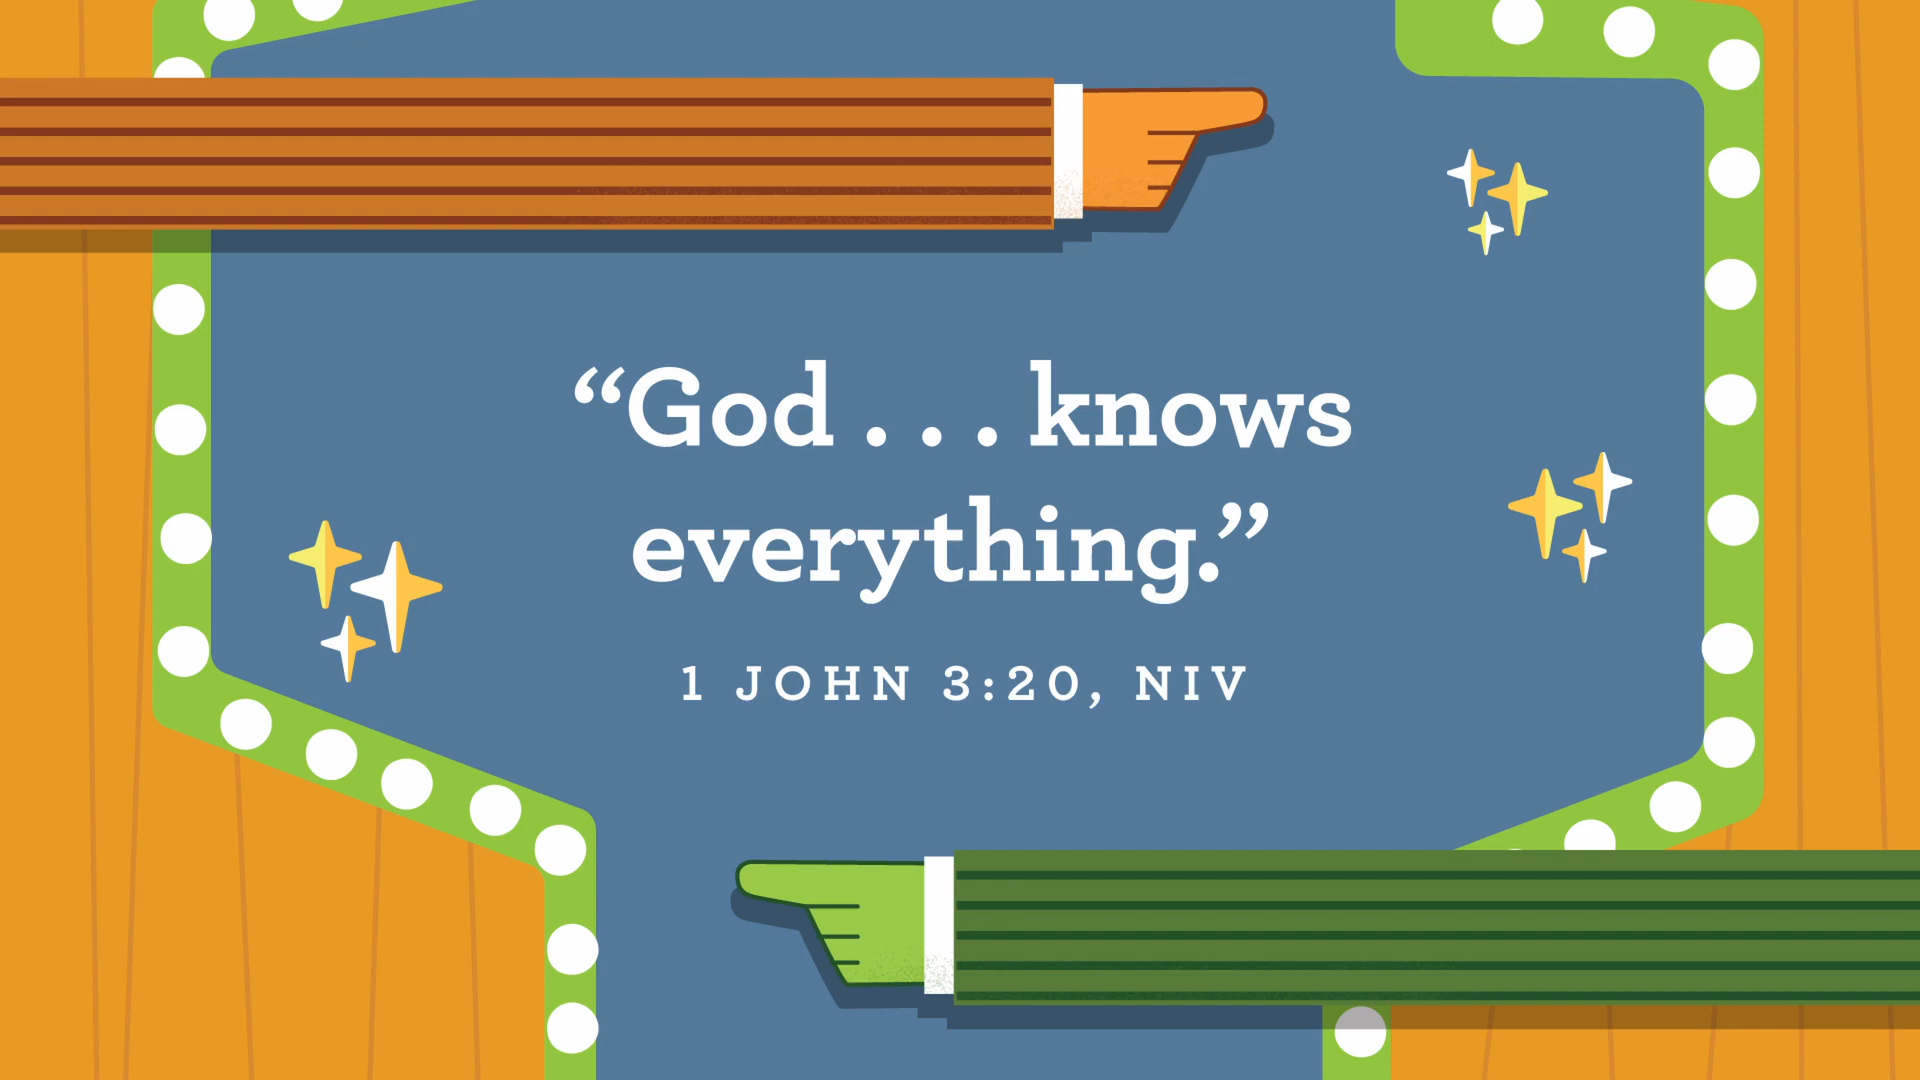 “God . . . knows
everything.”
1 JOHN 3:20, NIV